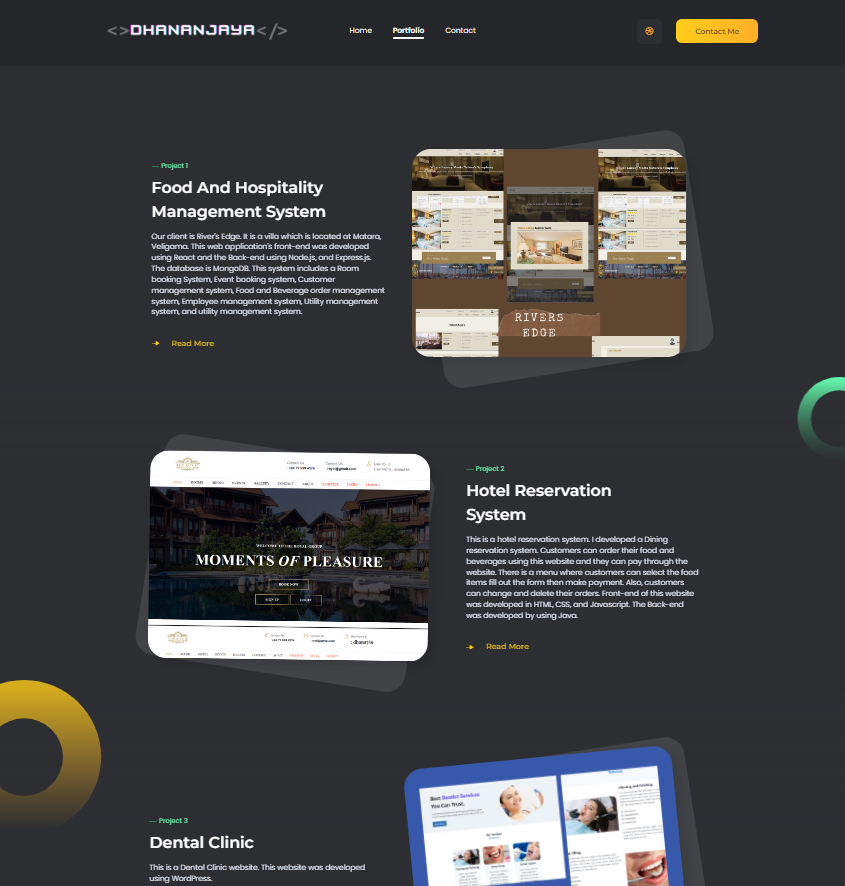 <>DHANANJAYA</>
Home Portfolio Contact
Contact Me
Project 1
Food And Hospitality
Management System
Our client is River's Edge. It is a villa which is located at Matara,
Veligama. This web application's front-end was developed
using React and the Back-end using Node.js, and Express.js.
The database is MongoDB. This system includes a Room
booking System, Event booking system, Customer
management system, Food and Beverage order management
system, Employee management system, Utility management
system, and utility management system.
Read More
RIVERS
EDGE
WELCOME TO THE ROYAL GROUP
MOMENTS OF PLEASURE
BOOK NOW
SIGN UP
LOGIN
Project 2
Hotel Reservation
System
This is a hotel reservation system. I developed a Dining
reservation system. Customers can order their food and
beverages using this website and they can pay through the
website. There is a menu where customers can select the food
items fill out the form then make payment. Also, customers
can change and delete their orders. Front-end of this website
was developed in HTML, CSS, and Javascript. The Back-end
was developed by using Java.
Read More
Project 3
Dental Clinic
This is a Dental Clinic website. This website was developed
using WordPress.
Best Dentist Services
You Can Trust.